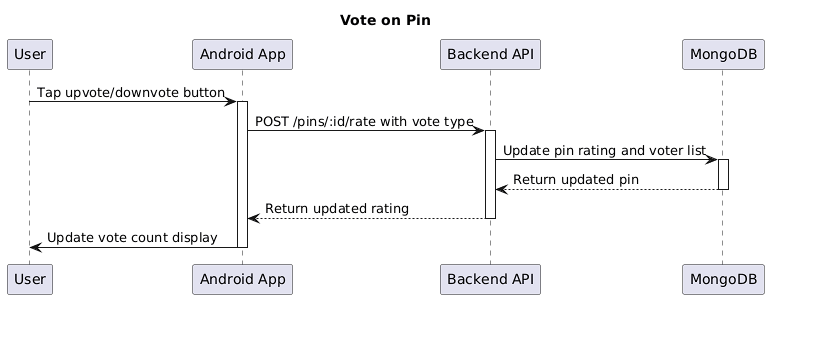 Vote on Pin
User
Android App
Backend API
MongoDB
Tap upvote/downvote button
POST /pins/:id/rate with vote type
Update pin rating and voter list
Return updated pin
Return updated rating
Update vote count display
User
Android App
Backend API
MongoDB